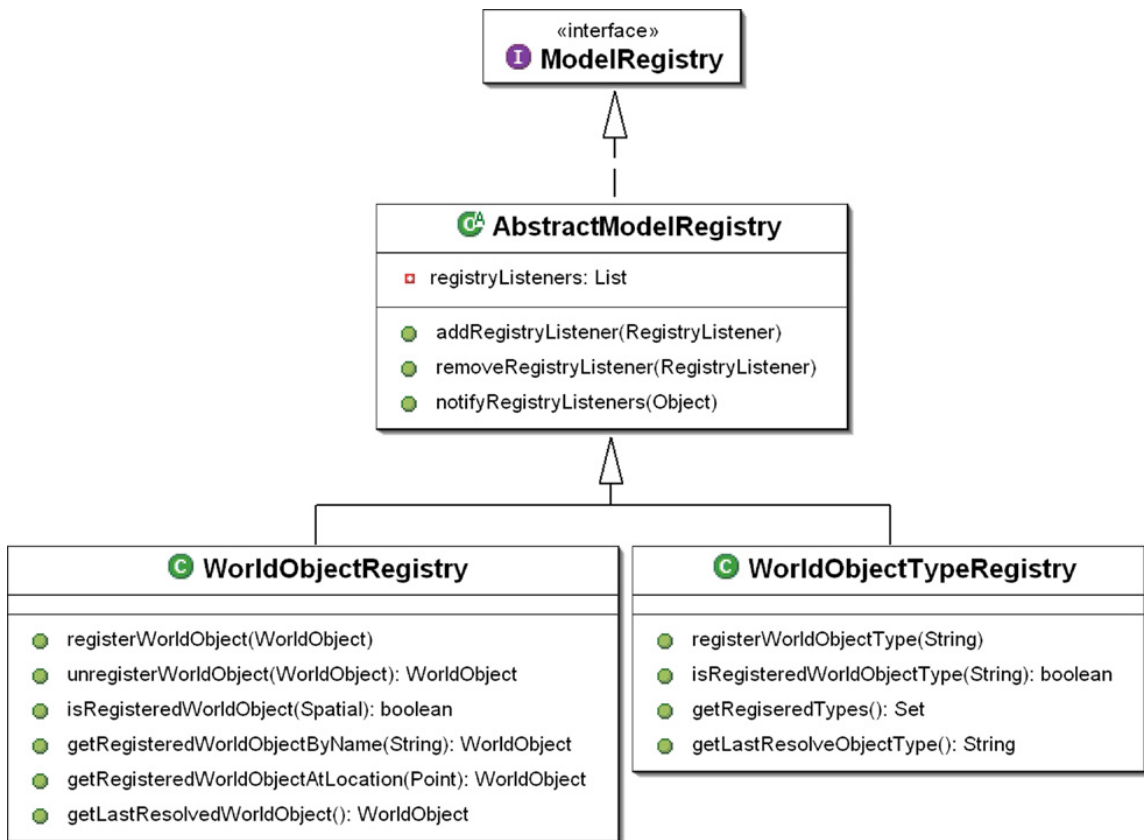 «interface»
ModelRegistry
AbstractModelRegistry
registryListeners: List
addRegistryListener(RegistryListener)
removeRegistryListener(RegistryListener)
notifyRegistryListeners(Object)
WorldObjectRegistry
registerWorldObject(WorldObject)
unregisterWorldObject(WorldObject): WorldObject
isRegisteredWorldObject(Spatial): boolean
getRegisteredWorldObjectByName(String): WorldObject
getRegisteredWorldObjectAtLocation(Point): WorldObject
getLastResolvedWorldObject(): WorldObject
WorldObjectTypeRegistry
registerWorldObjectType(String)
isRegisteredWorldObjectType(String): boolean
getRegiseredTypes(): Set
getLastResolveObjectType(): String